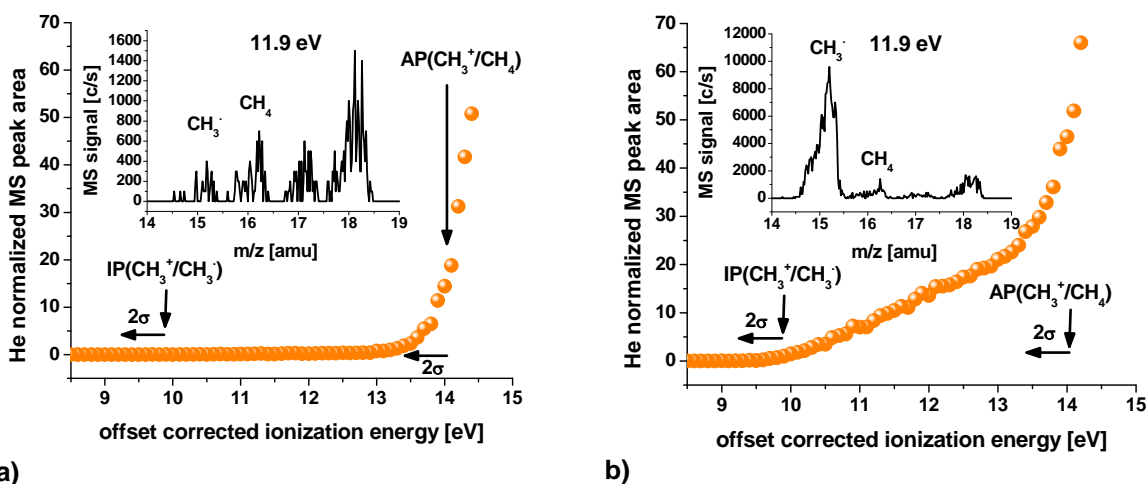 He normalized MS peak area
70
60
50
40
30
20
10
0
9
10
11
12
13
14
15
offset corrected ionization energy [eV]
MS signal [c/s]
1600
1400
1200
1000
800
600
400
200
0
14
15
16
17
18
19
m/z [amu]
11.9 eV
CH₃˙
CH₄
AP(CH₃⁺/CH₄)
IP(CH₃⁺/CH₃˙)
2σ
2σ
a)
He normalized MS peak area
70
60
50
40
30
20
10
0
9
10
11
12
13
14
15
offset corrected ionization energy [eV]
MS signal [c/s]
12000
10000
8000
6000
4000
2000
0
14
15
16
17
18
19
m/z [amu]
CH₃˙
11.9 eV
CH₄
IP(CH₃⁺/CH₃˙)
2σ
AP(CH₃⁺/CH₄)
2σ
b)